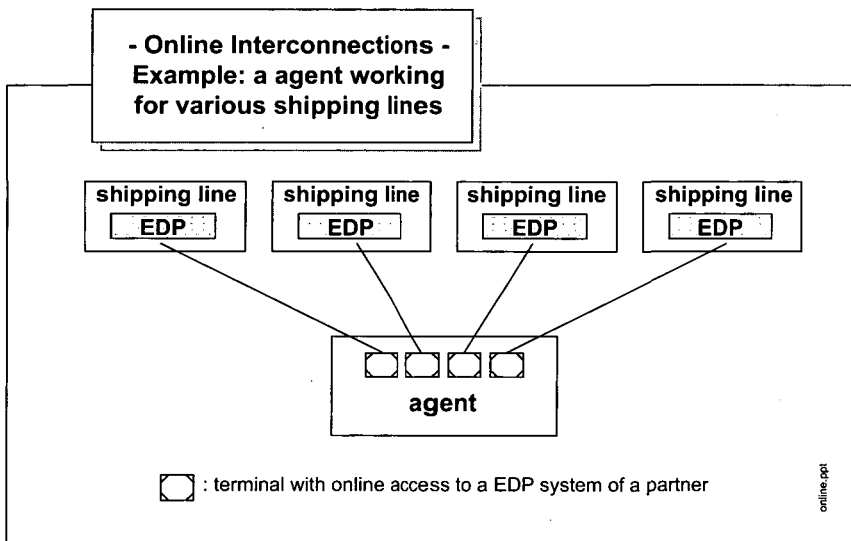 - Online Interconnections -
Example: a agent working
for various shipping lines
shipping line
EDP
shipping line
EDP
shipping line
EDP
shipping line
EDP
agent
: terminal with online access to a EDP system of a partner
online.ppt